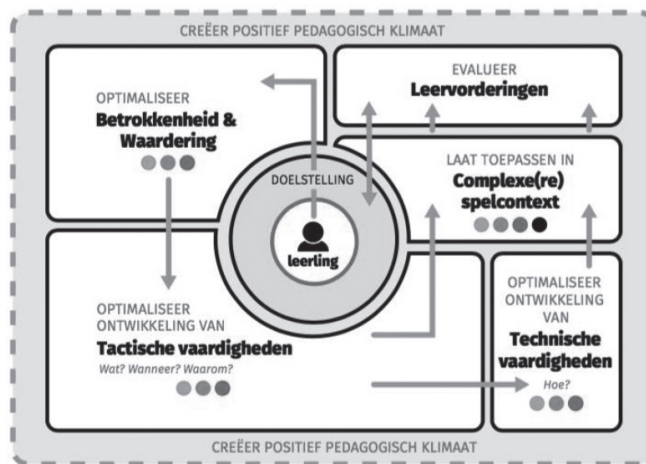 CREËER POSITIEF PEDAGOGISCH KLIMAAT
OPTIMALISEER
Betrokkenheid &
Waardering
EVALUEER
Leervorderingen
DOELSTELLING
leerling
LAAT TOEPASSEN IN
Complexe(re)
spelcontext
OPTIMALISEER
ONTWIKKELING VAN
Tactische vaardigheden
Wat? Wanneer? Waarom?
OPTIMALISEER
ONTWIKKELING
VAN
Technische
vaardigheden
Hoe?
CREËER POSITIEF PEDAGOGISCH KLIMAAT